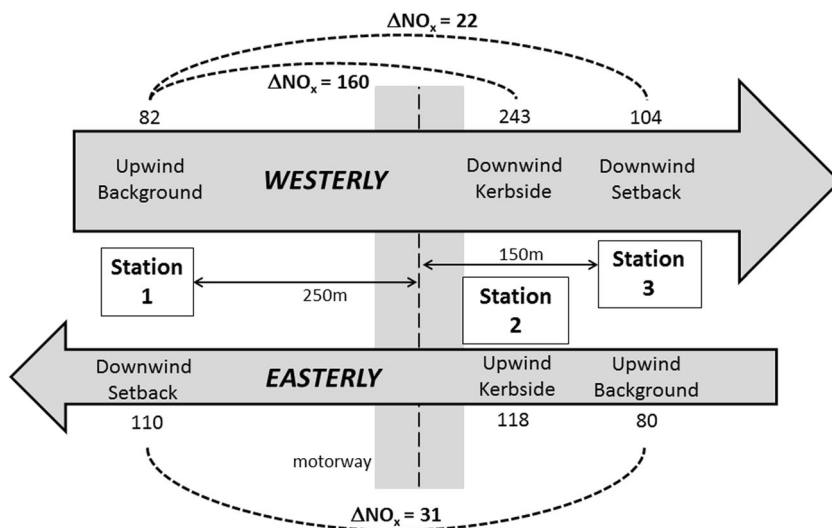 ΔNOx = 22
ΔNOx = 160
82
243
104
Upwind
Background
WESTERLY
Downwind
Kerbside
Downwind
Setback
Station
1
250m
150m
Station
2
Station
3
Downwind
Setback
EASTERLY
Upwind
Kerbside
Upwind
Background
110
118
80
motorway
ΔNOx = 31